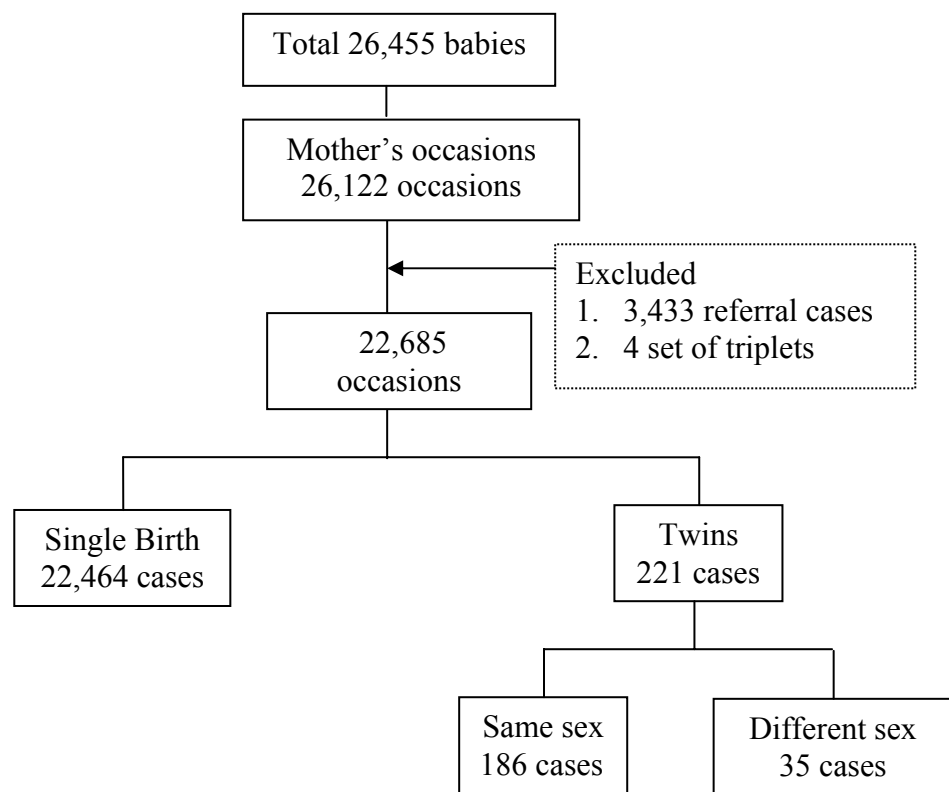 Total 26,455 babies
Mother’s occasions
26,122 occasions
Excluded
1. 3,433 referral cases
2. 4 set of triplets
22,685
occasions
Single Birth
22,464 cases
Twins
221 cases
Same sex
186 cases
Different sex
35 cases